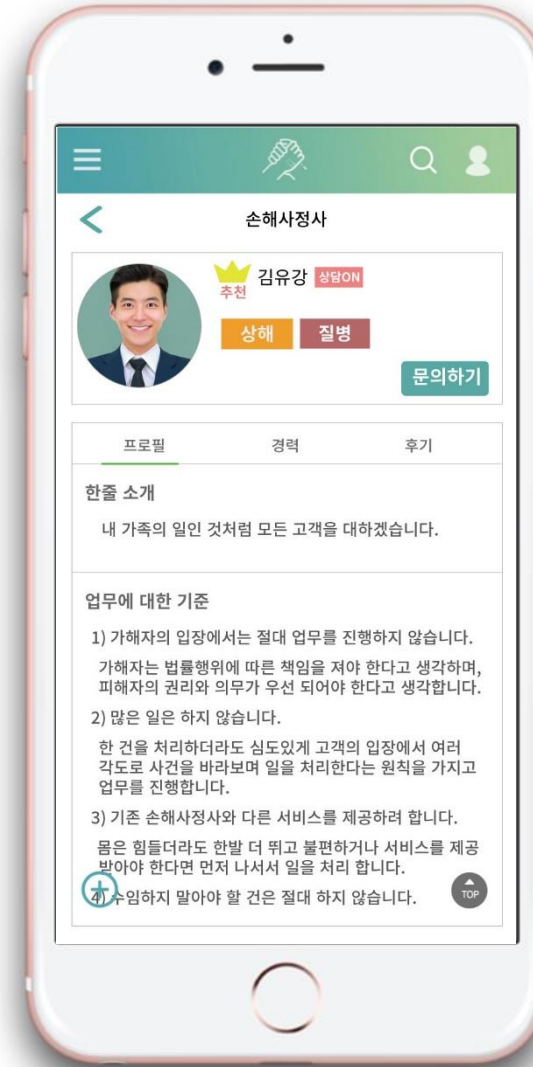 손해사정사
추천 김유강 상담ON
상해 질병
문의하기
프로필 경력 후기
한줄 소개
내 가족의 일인 것처럼 모든 고객을 대하겠습니다.
업무에 대한 기준
1) 가해자의 입장에서는 절대 업무를 진행하지 않습니다.
가해자는 법률행위에 따른 책임을 져야 한다고 생각하며,
피해자의 권리와 의무가 우선 되어야 한다고 생각합니다.
2) 많은 일은 하지 않습니다.
한 건을 처리하더라도 심도있게 고객의 입장에서 여러
각도로 사건을 바라보며 일을 처리한다는 원칙을 가지고
업무를 진행합니다.
3) 기존 손해사정사와 다른 서비스를 제공하려 합니다.
몸은 힘들더라도 한발 더 뛰고 불편하거나 서비스를 제공
받아야 한다면 먼저 나서서 일을 처리 합니다.
4) 수임하지 말아야 할 건은 절대 하지 않습니다.
TOP